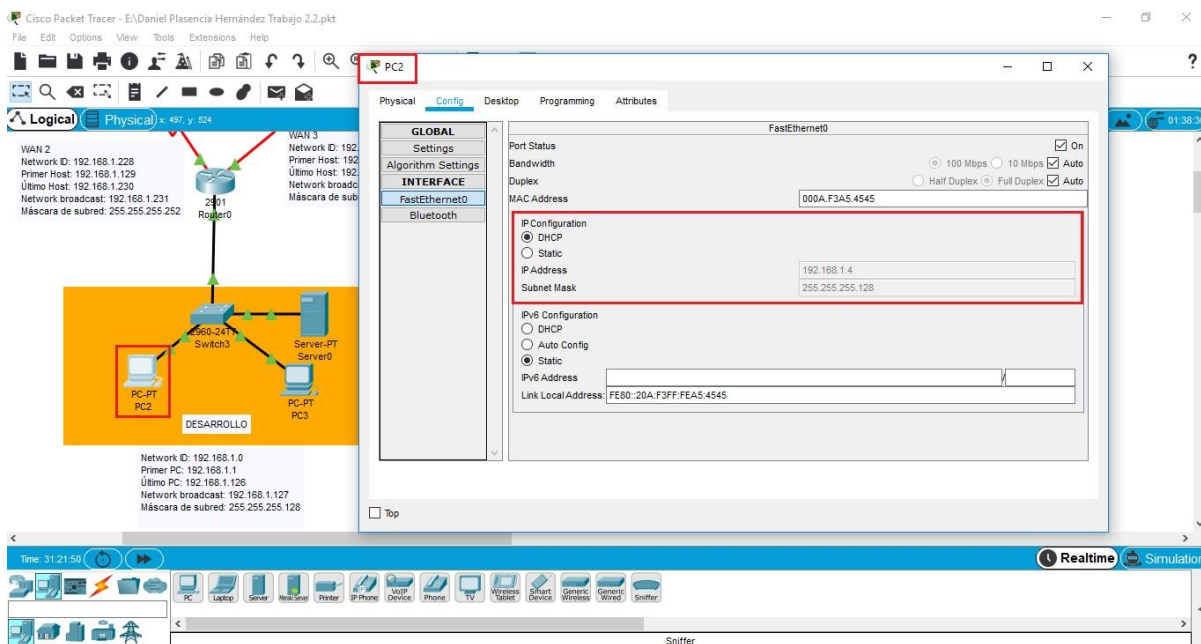 Cisco Packet Tracer - E:\Daniel Plasencia Hernández Trabajo 2.2.pkt
File Edit Options View Tools Extensions Help
Logical
Physical
x: 497, y: 524
01:38:3
WAN 2
Network ID: 192.168.1.228
Primer Host: 192.168.1.129
Último Host: 192.168.1.230
Network broadcast: 192.168.1.231
Máscara de subred: 255.255.255.252
WAN 3
Network ID: 192.
Primer Host: 192
Último Host: 192.
Network broadc
Máscara de sub
2901
Router0
2960-24TT
Switch3
Server-PT
Server0
PC-PT
PC2
PC-PT
PC3
DESARROLLO
Network ID: 192.168.1.0
Primer PC: 192.168.1.1
Último PC: 192.168.1.126
Network broadcast: 192.168.1.127
Máscara de subred: 255.255.255.128
PC2
Physical Config Desktop Programming Attributes
GLOBAL
Settings
Algorithm Settings
INTERFACE
FastEthernet0
Bluetooth
FastEthernet0
Port Status On
Bandwidth 100 Mbps 10 Mbps Auto
Duplex Half Duplex Full Duplex Auto
MAC Address 000A.F3A5.4545
IP Configuration
DHCP
Static
IP Address 192.168.1.4
Subnet Mask 255.255.255.128
IPv6 Configuration
DHCP
Auto Config
Static
IPv6 Address /
Link Local Address: FE80::20A:F3FF:FEA5:4545
Top
Time: 31:21:50
Realtime
Simulation
PC Laptop Server Printer IP Phone VoIP Device Phone TV Wireless Tablet Smart Device Generic Wireless Generic Wired Sniffer
Sniffer